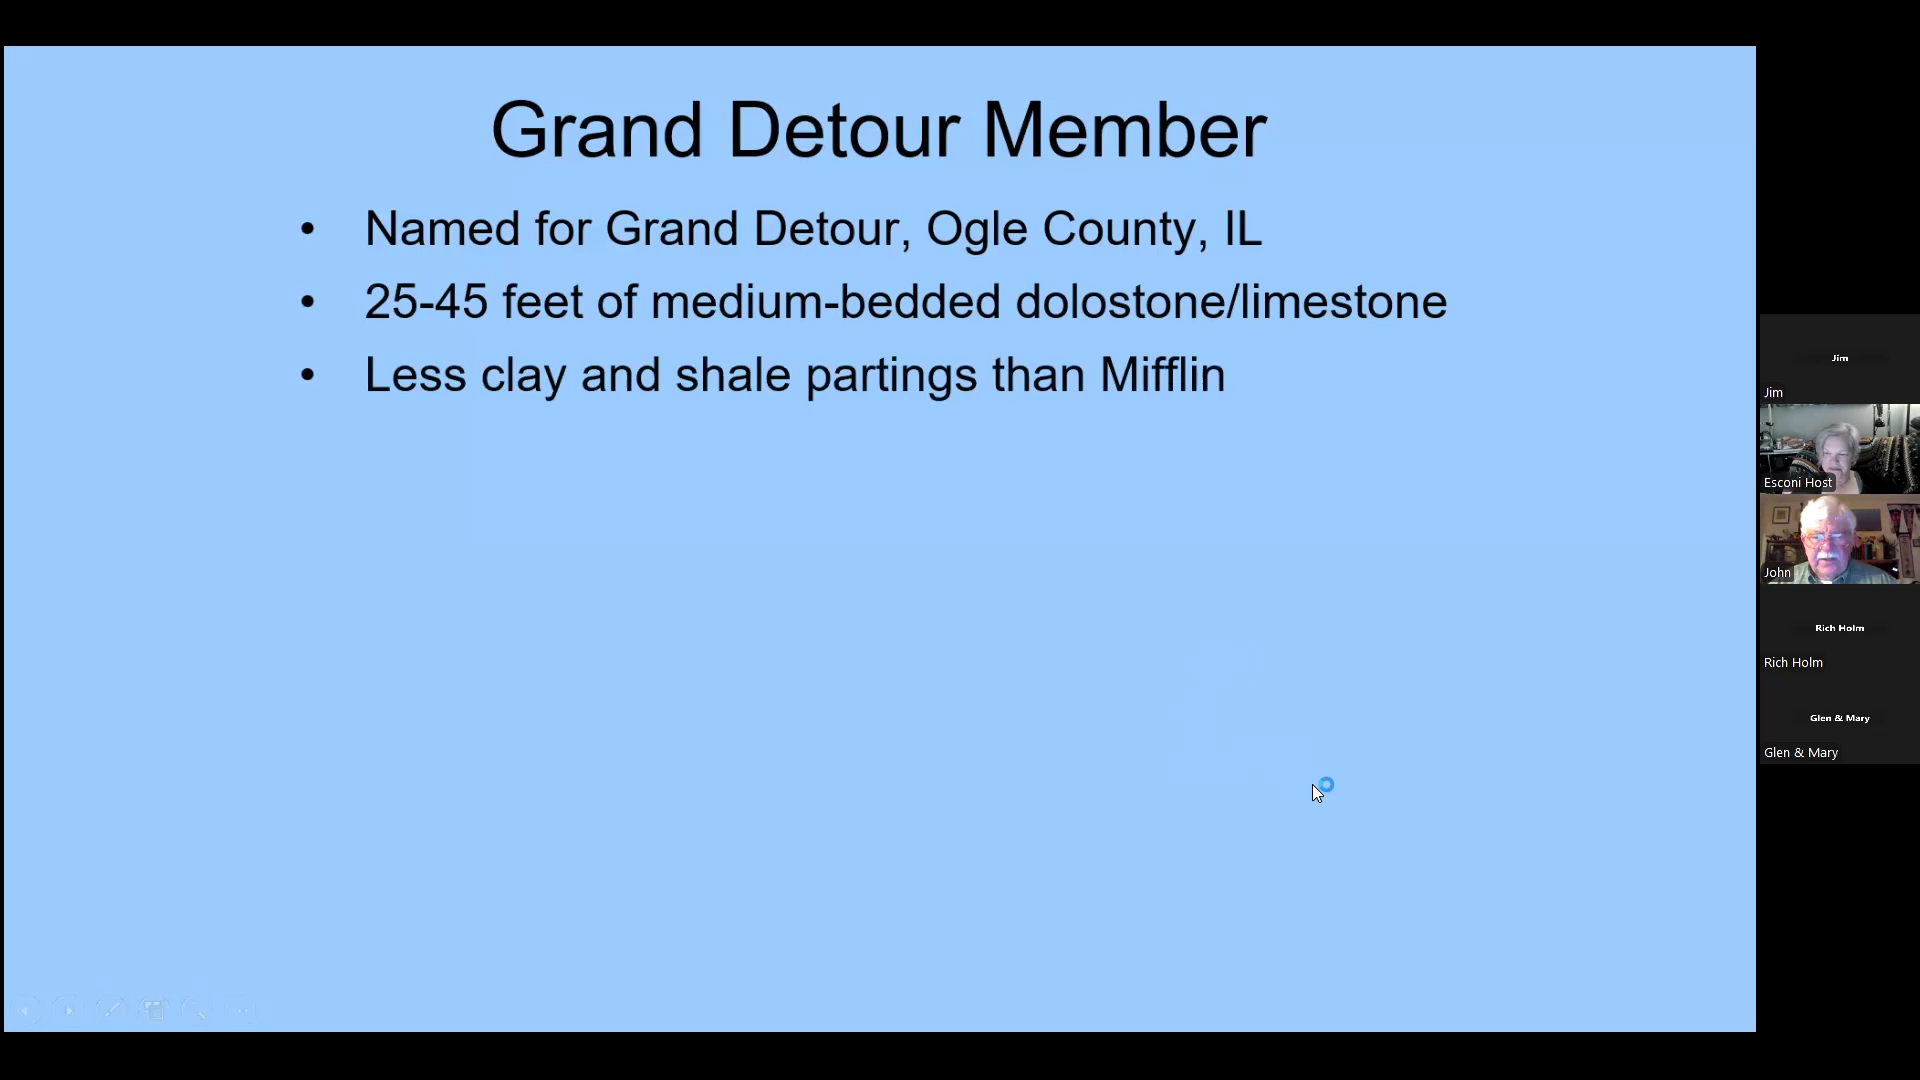 Grand Detour Member
• Named for Grand Detour, Ogle County, IL
• 25-45 feet of medium-bedded dolostone/limestone
• Less clay and shale partings than Mifflin
Jim
Jim
Esconi Host
John
Rich Holm
Rich Holm
Glen & Mary
Glen & Mary